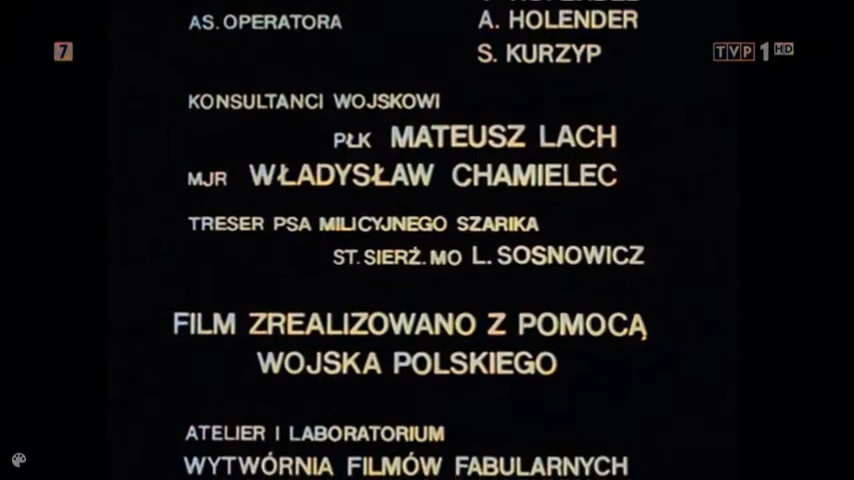 AS. OPERATORA
A. HOLENDER
S. KURZYP
7
TVP 1 HD
KONSULTANCI WOJSKOWI
PŁK MATEUSZ LACH
MJR WŁADYSŁAW CHAMIELEC
TRESER PSA MILICYJNEGO SZARIKA
ST. SIERŻ. MO L. SOSNOWICZ
FILM ZREALIZOWANO Z POMOCĄ
WOJSKA POLSKIEGO
ATELIER I LABORATORIUM
WYTWÓRNIA FILMÓW FABULARNYCH